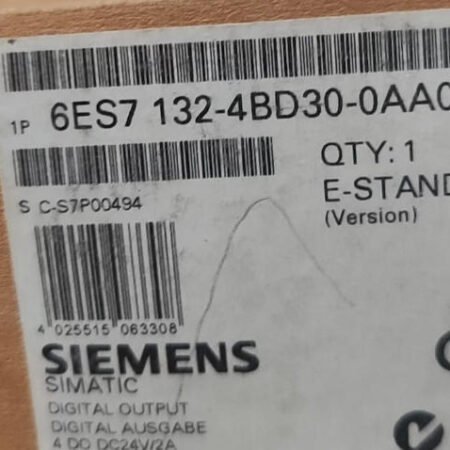 1P 6ES7 132-4BD30-0AA0
QTY: 1
S C-S7P00494
E-STAND
(Version)
4 025515 063308
SIEMENS
SIMATIC
DIGITAL OUTPUT
DIGITAL AUSGABE
4 DO DC24V/2A